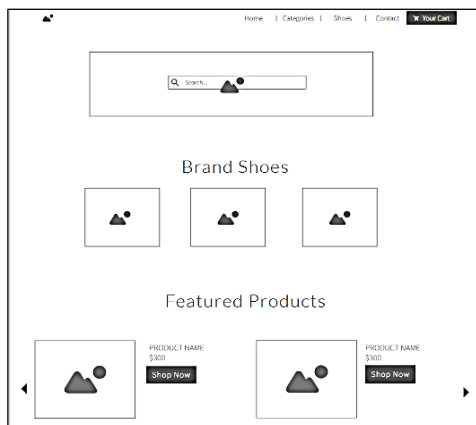 Home | Categories | Shoes | Contact Your Cart
Search...
Brand Shoes
Featured Products
PRODUCT NAME
$300
Shop Now
PRODUCT NAME
$300
Shop Now